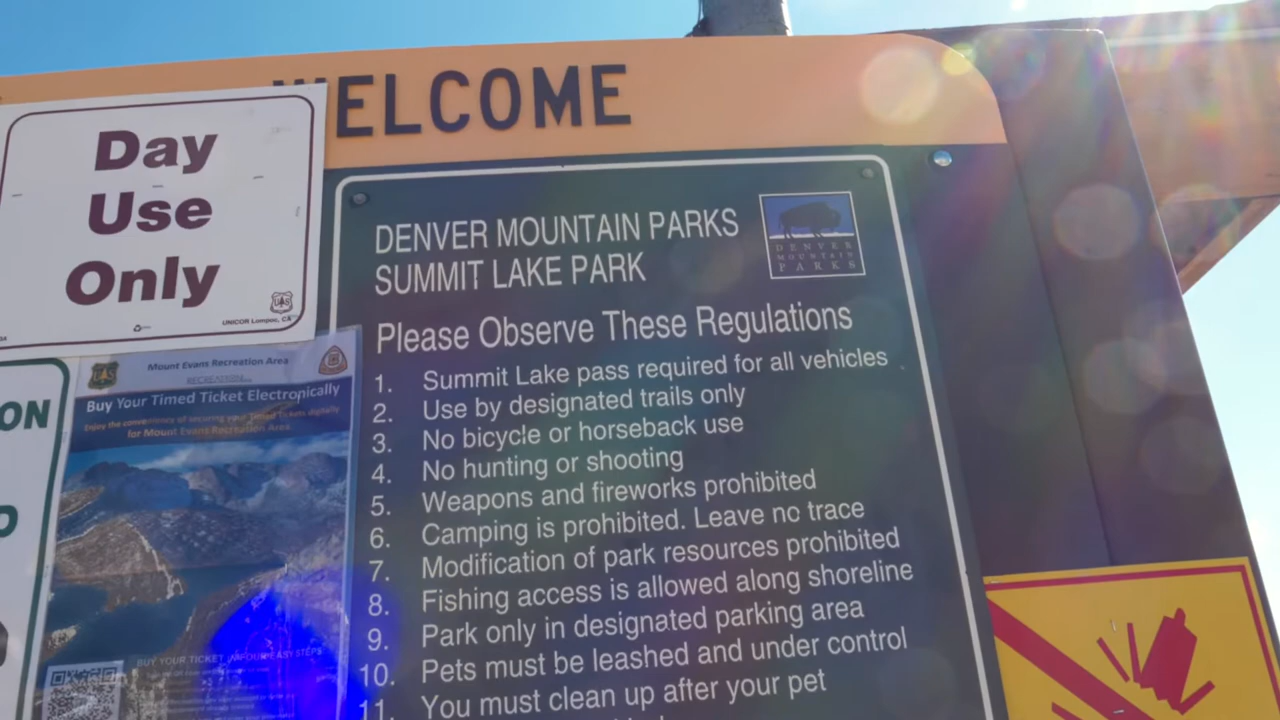 WELCOME
Day
Use
Only
UNICOR Lompoc, CA
DENVER MOUNTAIN PARKS
SUMMIT LAKE PARK
DENVER
MOUNTAIN
PARKS
Please Observe These Regulations
1. Summit Lake pass required for all vehicles
2. Use by designated trails only
3. No bicycle or horseback use
4. No hunting or shooting
5. Weapons and fireworks prohibited
6. Camping is prohibited. Leave no trace
7. Modification of park resources prohibited
8. Fishing access is allowed along shoreline
9. Park only in designated parking area
10. Pets must be leashed and under control
11. You must clean up after your pet
Mount Evans Recreation Area
Buy Your Timed Ticket Electronically
Enjoy the convenience of securing your Timed Tickets digitally
for Mount Evans Recreation Area
BUY YOUR TICKET IN FOUR EASY STEPS
ON
O